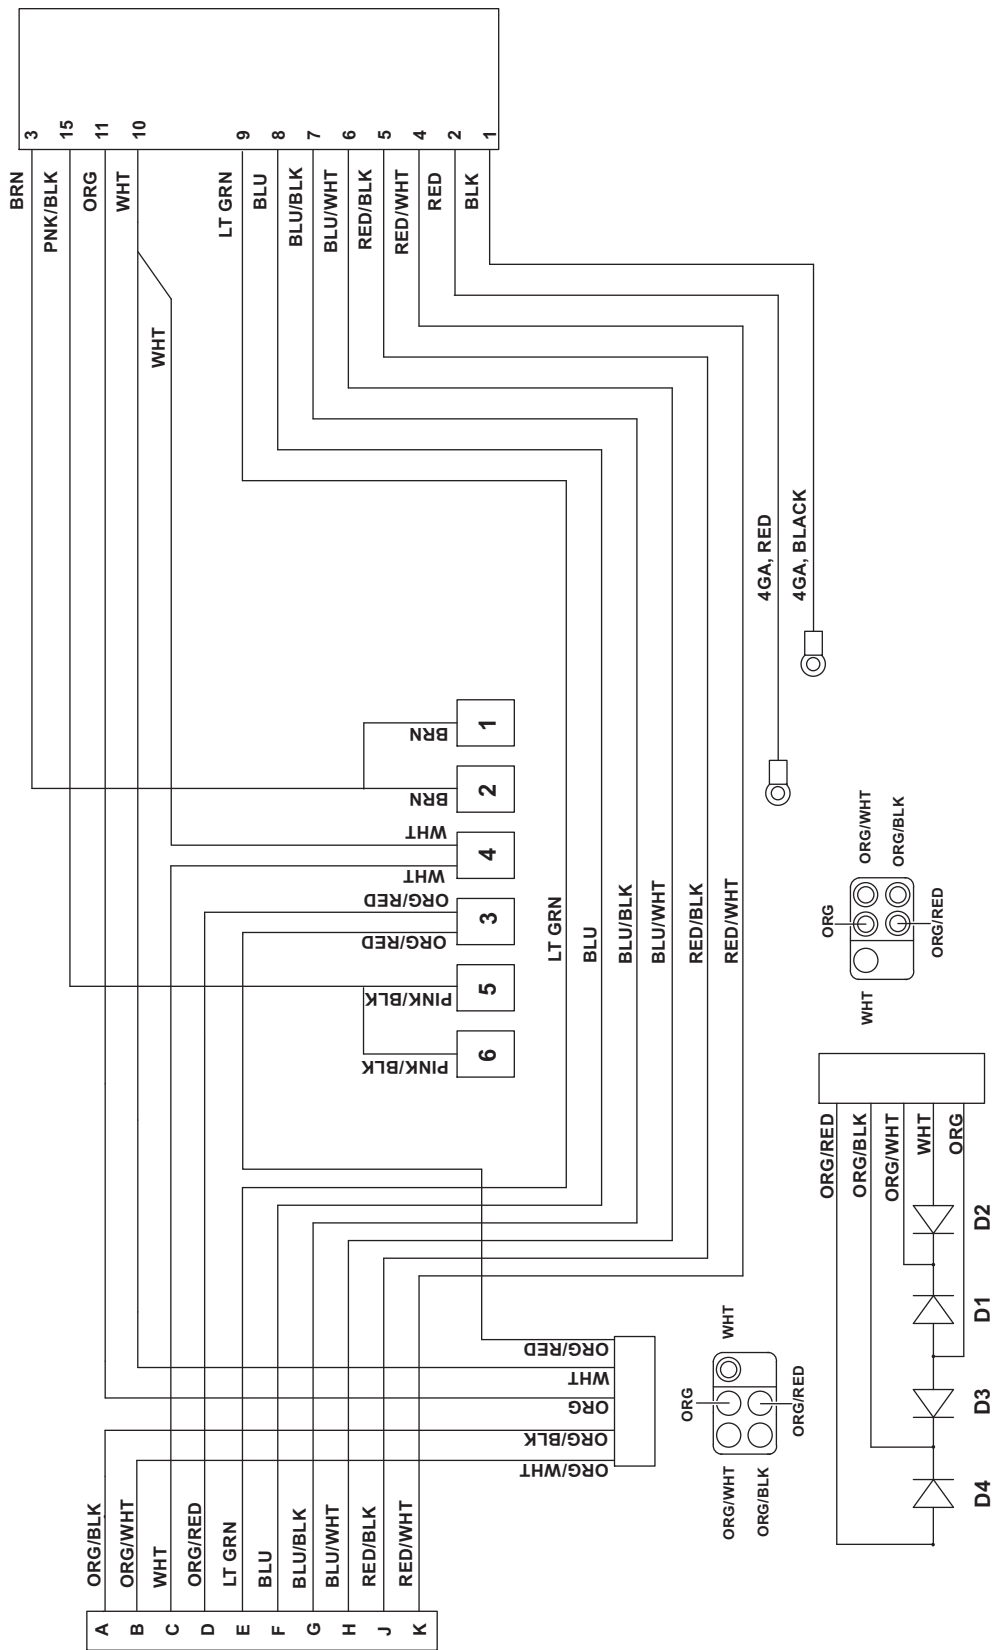 3
15
11
10
9
8
7
6
5
4
2
1
BRN
PNK/BLK
ORG
WHT
LT GRN
BLU
BLU/BLK
BLU/WHT
RED/BLK
RED/WHT
RED
BLK
WHT
4GA, RED
4GA, BLACK
BRN
1
BRN
2
WHT
WHT
4
ORG/RED
ORG/RED
3
PINK/BLK
5
PINK/BLK
6
LT GRN
BLU
BLU/BLK
BLU/WHT
RED/BLK
RED/WHT
ORG
ORG/WHT
ORG/BLK
WHT
ORG/RED
ORG/RED
ORG/BLK
ORG/WHT
WHT
ORG
D2
D1
D3
D4
ORG/RED
WHT
ORG
ORG/BLK
ORG/WHT
ORG
WHT
ORG/WHT
ORG/BLK
ORG/RED
ORG/BLK
ORG/WHT
WHT
ORG/RED
LT GRN
BLU
BLU/BLK
BLU/WHT
RED/BLK
RED/WHT
A
B
C
D
E
F
G
H
J
K